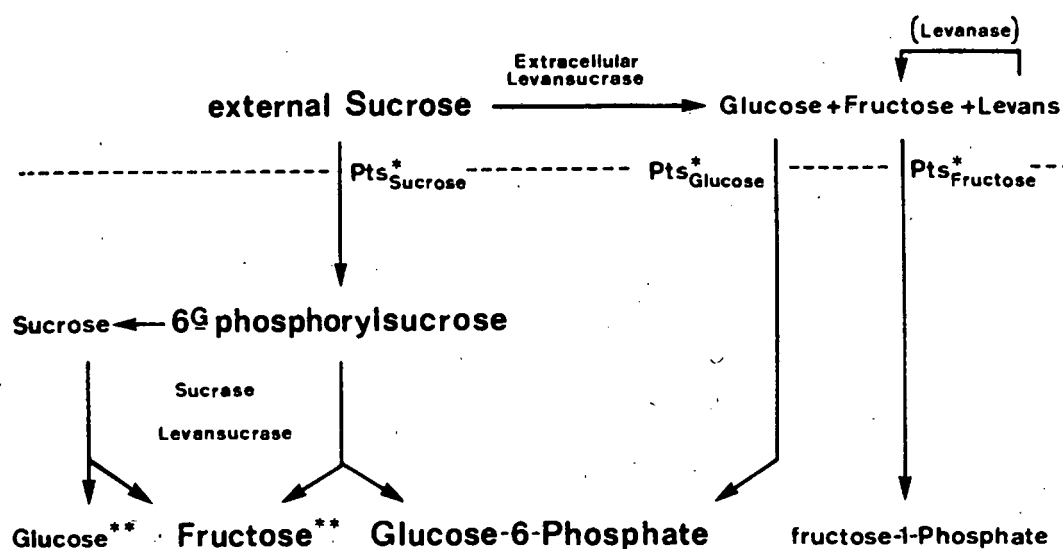 (Levanase)
Extracellular
Levansucrase
external Sucrose
Glucose+Fructose+Levans
Pts*Sucrose
Pts*Glucose
Pts*Fructose
Sucrose
6G phosphorylsucrose
Sucrase
Levansucrase
Glucose**
Fructose**
Glucose-6-Phosphate
fructose-1-Phosphate